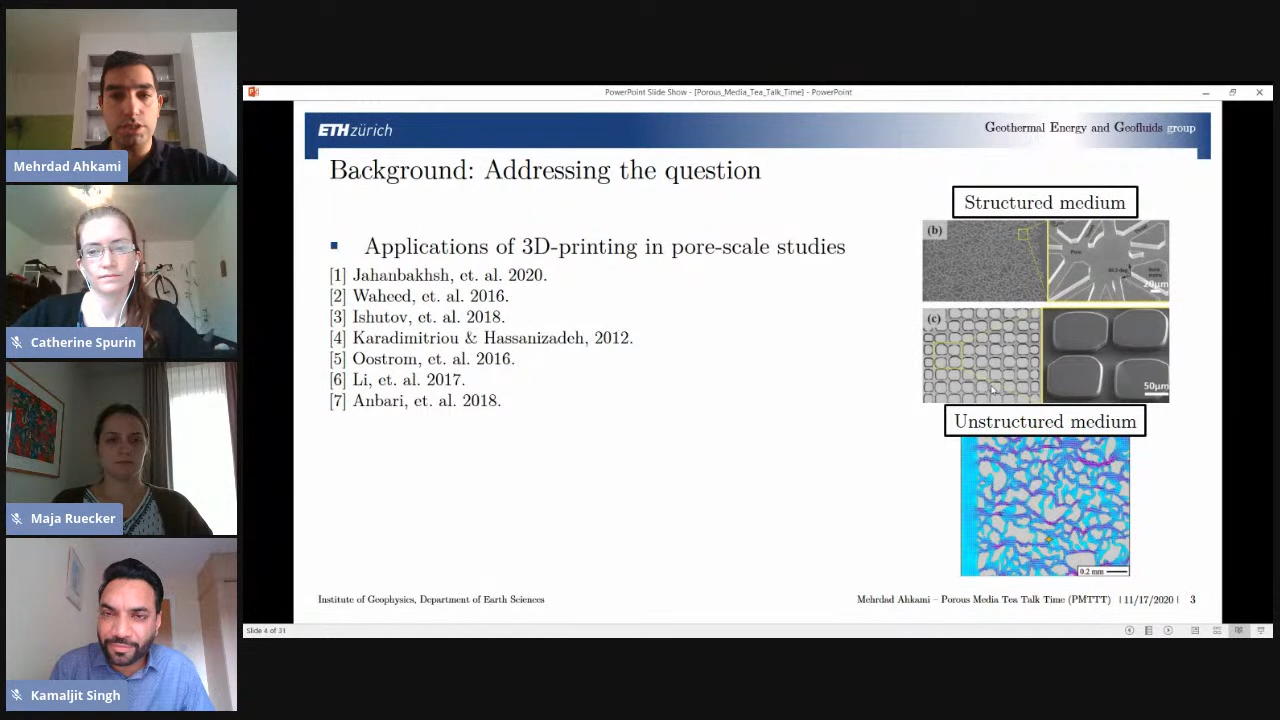 Mehrdad Ahkami
Catherine Spurin
Maja Ruecker
Kamaljit Singh
PowerPoint Slide Show - [Porous_Media_Tea_Talk_Time] - PowerPoint
ETH zürich
Geothermal Energy and Geofluids group
Background: Addressing the question
▪ Applications of 3D-printing in pore-scale studies
[1] Jahanbakhsh, et. al. 2020.
[2] Waheed, et. al. 2016.
[3] Ishutov, et. al. 2018.
[4] Karadimitriou & Hassanizadeh, 2012.
[5] Oostrom, et. al. 2016.
[6] Li, et. al. 2017.
[7] Anbari, et. al. 2018.
Structured medium
(b)
20μm
(c)
50μm
Unstructured medium
0.2 mm
Institute of Geophysics, Department of Earth Sciences
Mehrdad Ahkami – Porous Media Tea Talk Time (PMTTT) | 11/17/2020 | 3
Slide 4 of 31